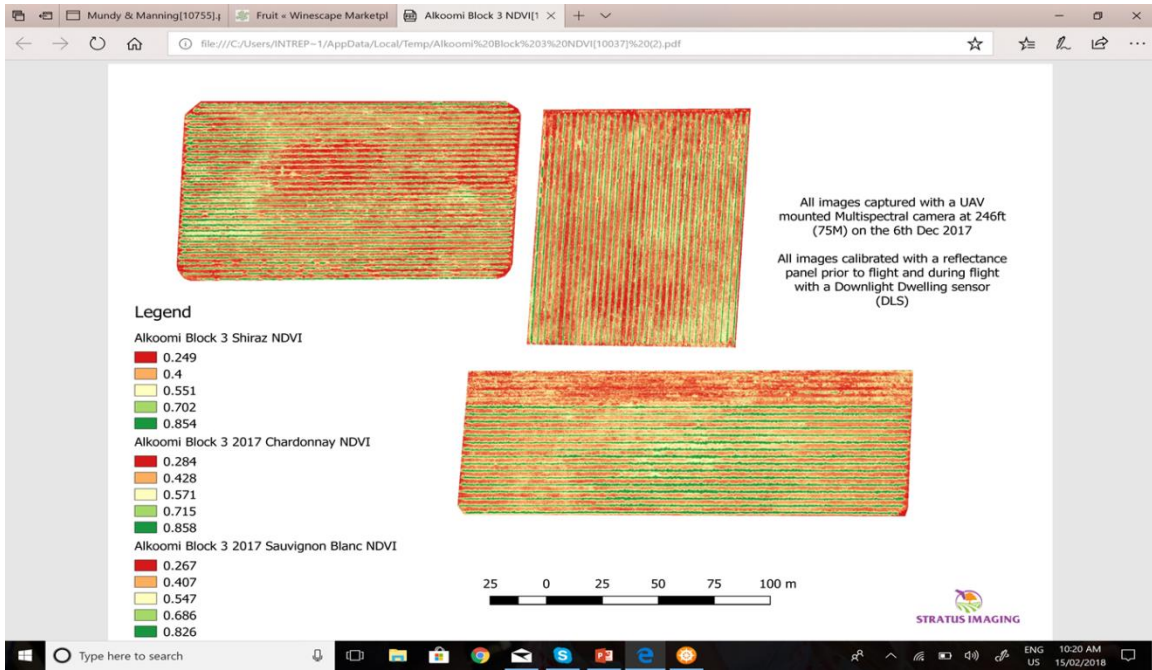 Mundy & Manning[10755].j
Fruit « Winescape Marketpl
Alkoomi Block 3 NDVI[1
file:///C:/Users/INTREP~1/AppData/Local/Temp/Alkoomi%20Block%203%20NDVI[10037]%20(2).pdf
All images captured with a UAV
mounted Multispectral camera at 246ft
(75M) on the 6th Dec 2017
All images calibrated with a reflectance
panel prior to flight and during flight
with a Downlight Dwelling sensor
(DLS)
Legend
Alkoomi Block 3 Shiraz NDVI
0.249
0.4
0.551
0.702
0.854
Alkoomi Block 3 2017 Chardonnay NDVI
0.284
0.428
0.571
0.715
0.858
Alkoomi Block 3 2017 Sauvignon Blanc NDVI
0.267
0.407
0.547
0.686
0.826
25 0 25 50 75 100 m
STRATUS IMAGING
Type here to search
ENG
US
10:20 AM
15/02/2018